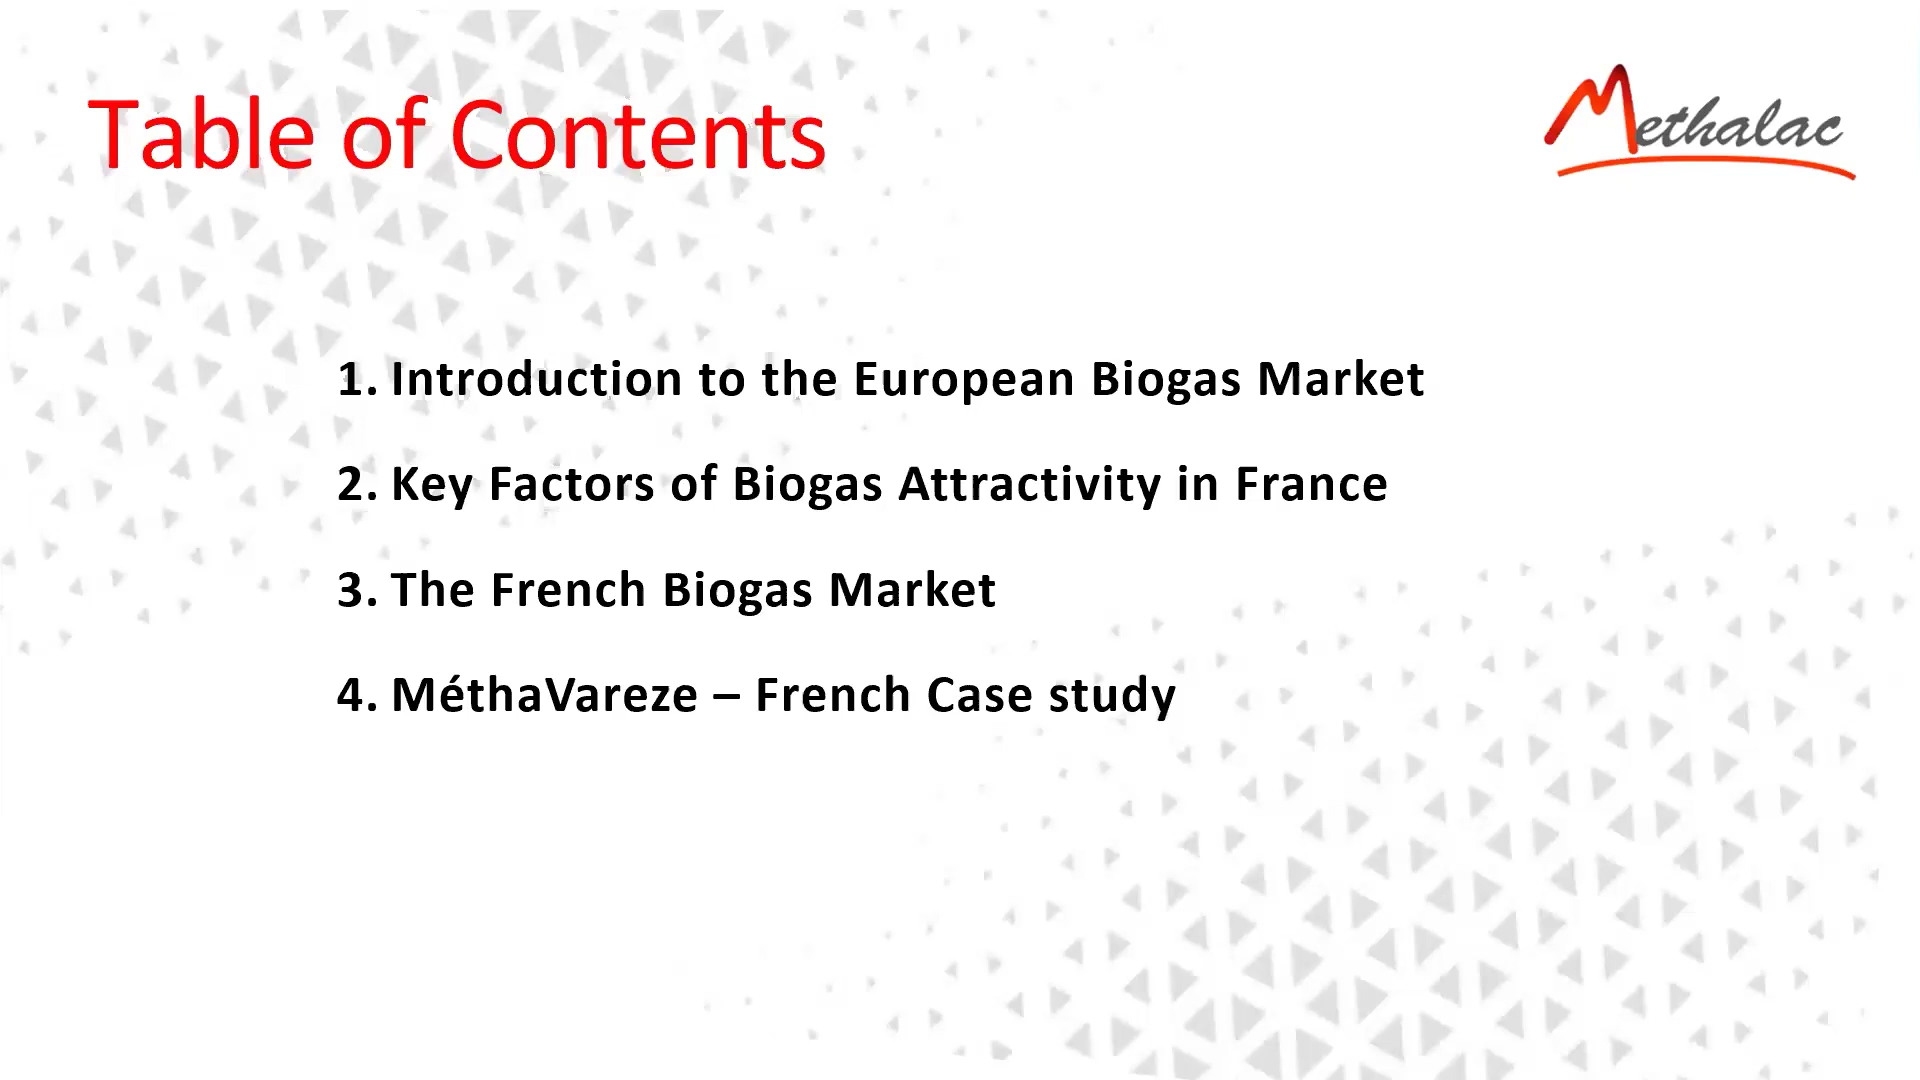 Table of Contents
Methalac
1. Introduction to the European Biogas Market
2. Key Factors of Biogas Attractivity in France
3. The French Biogas Market
4. MéthaVareze – French Case study